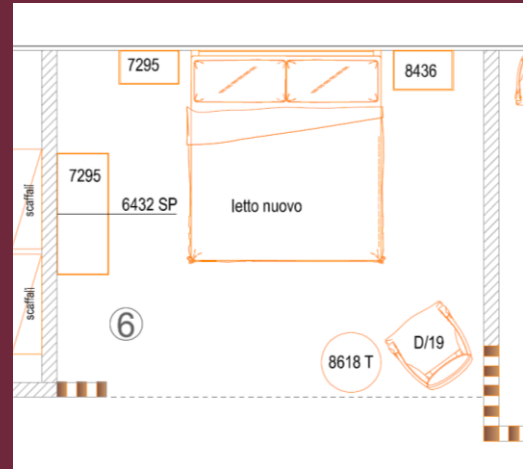 7295
8436
7295
scaffali
6432 SP
letto nuovo
scaffali
6
D/19
8618 T